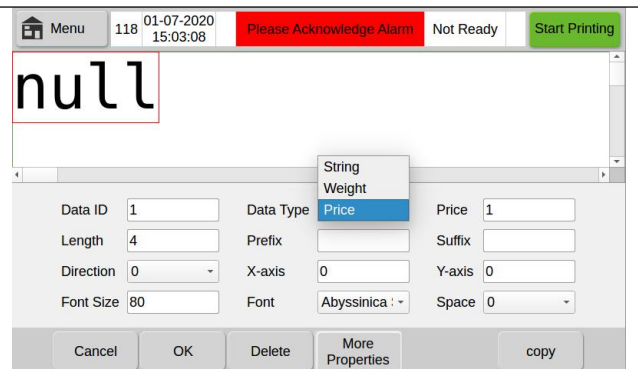 Menu 118 01-07-2020 15:03:08 Please Acknowledge Alarm Not Ready Start Printing
null
String
Weight
Data ID 1 Data Type Price Price 1
Length 4 Prefix Suffix
Direction 0 X-axis 0 Y-axis 0
Font Size 80 Font Abyssinica Space 0
Cancel OK Delete More Properties copy